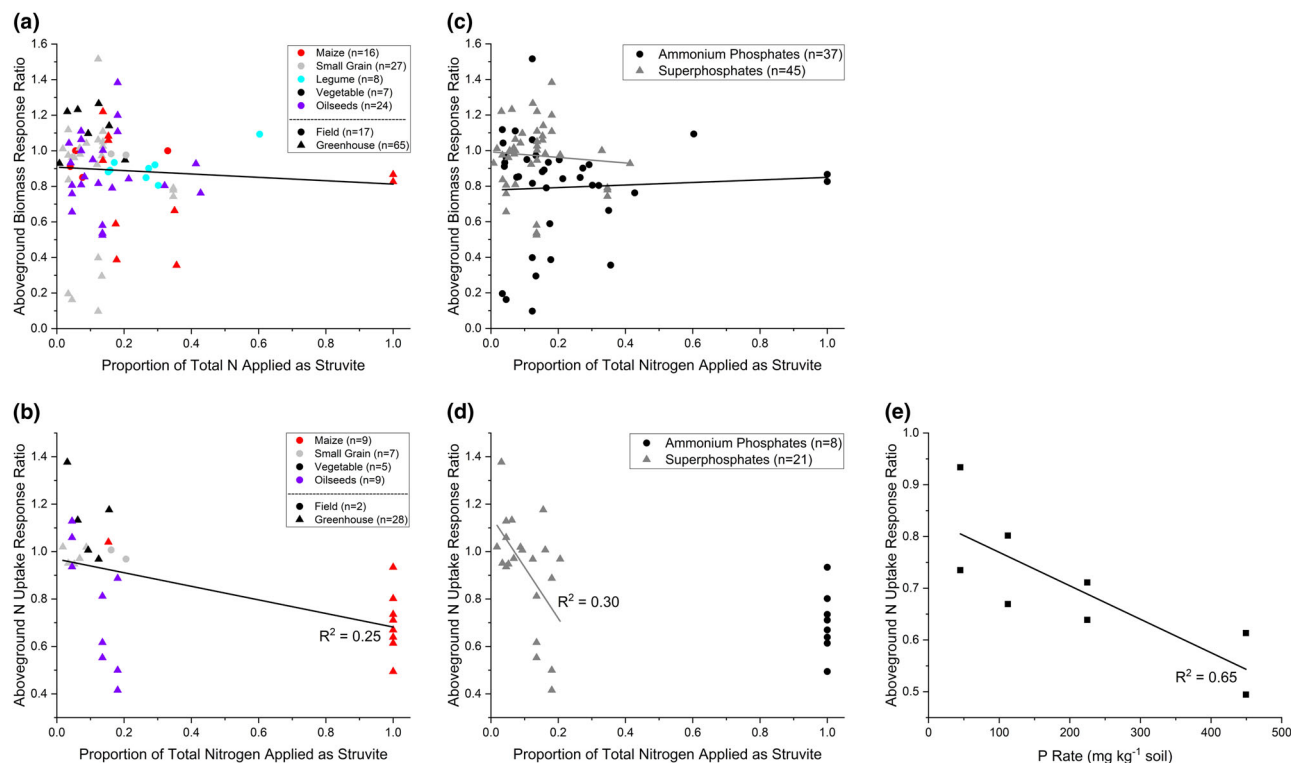 (a)
Aboveground Biomass Response Ratio
1.6
1.4
1.2
1.0
0.8
0.6
0.4
0.2
0.0
Maize (n=16)
Small Grain (n=27)
Legume (n=8)
Vegetable (n=7)
Oilseeds (n=24)
Field (n=17)
Greenhouse (n=65)
0.0 0.2 0.4 0.6 0.8 1.0
Proportion of Total N Applied as Struvite
(c)
Aboveground Biomass Response Ratio
1.6
1.4
1.2
1.0
0.8
0.6
0.4
0.2
0.0
Ammonium Phosphates (n=37)
Superphosphates (n=45)
0.0 0.2 0.4 0.6 0.8 1.0
Proportion of Total Nitrogen Applied as Struvite
(b)
Aboveground N Uptake Response Ratio
1.4
1.2
1.0
0.8
0.6
0.4
Maize (n=9)
Small Grain (n=7)
Vegetable (n=5)
Oilseeds (n=9)
Field (n=2)
Greenhouse (n=28)
R² = 0.25
0.0 0.2 0.4 0.6 0.8 1.0
Proportion of Total Nitrogen Applied as Struvite
(d)
Aboveground N Uptake Response Ratio
1.4
1.2
1.0
0.8
0.6
0.4
Ammonium Phosphates (n=8)
Superphosphates (n=21)
R² = 0.30
0.0 0.2 0.4 0.6 0.8 1.0
Proportion of Total Nitrogen Applied as Struvite
(e)
Aboveground N Uptake Response Ratio
1.0
0.9
0.8
0.7
0.6
0.5
R² = 0.65
0 100 200 300 400 500
P Rate (mg kg⁻¹ soil)